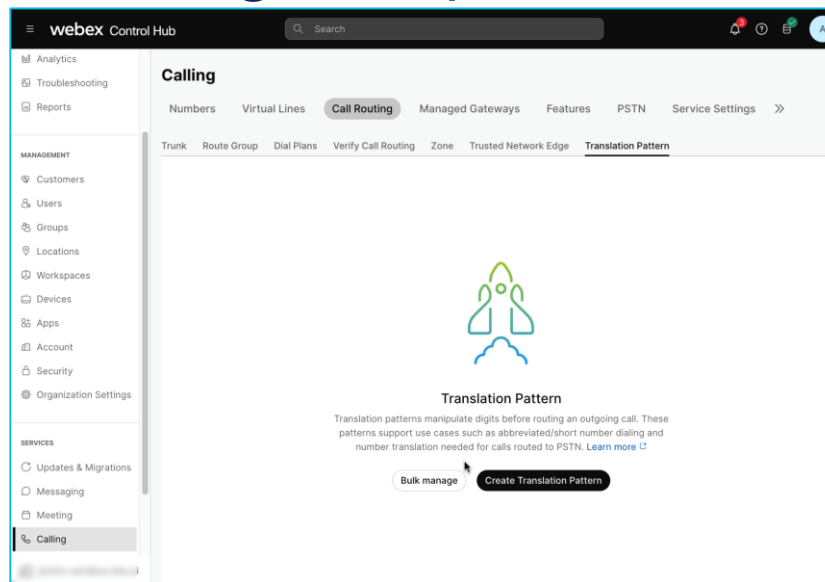 webex Control Hub
Search
3
A
Analytics
Troubleshooting
Reports
MANAGEMENT
Customers
Users
Groups
Locations
Workspaces
Devices
Apps
Account
Security
Organization Settings
SERVICES
Updates & Migrations
Messaging
Meeting
Calling
Calling
Numbers Virtual Lines Call Routing Managed Gateways Features PSTN Service Settings
Trunk Route Group Dial Plans Verify Call Routing Zone Trusted Network Edge Translation Pattern
Translation Pattern
Translation patterns manipulate digits before routing an outgoing call. These
patterns support use cases such as abbreviated/short number dialing and
number translation needed for calls routed to PSTN. Learn more
Bulk manage Create Translation Pattern